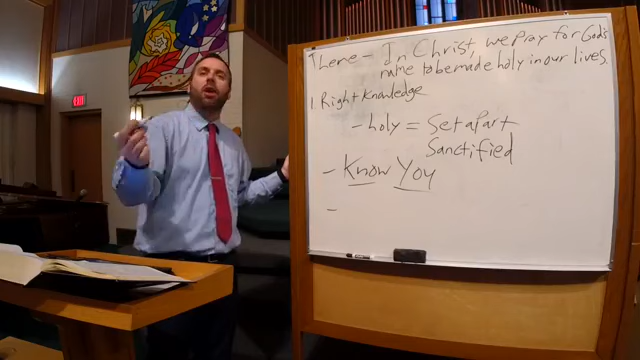 Theme - In Christ, we pray for God's
name to be made holy in our lives.
1. Right Knowledge
- holy = Set apart
Sanctified
- Know You
-
EXIT